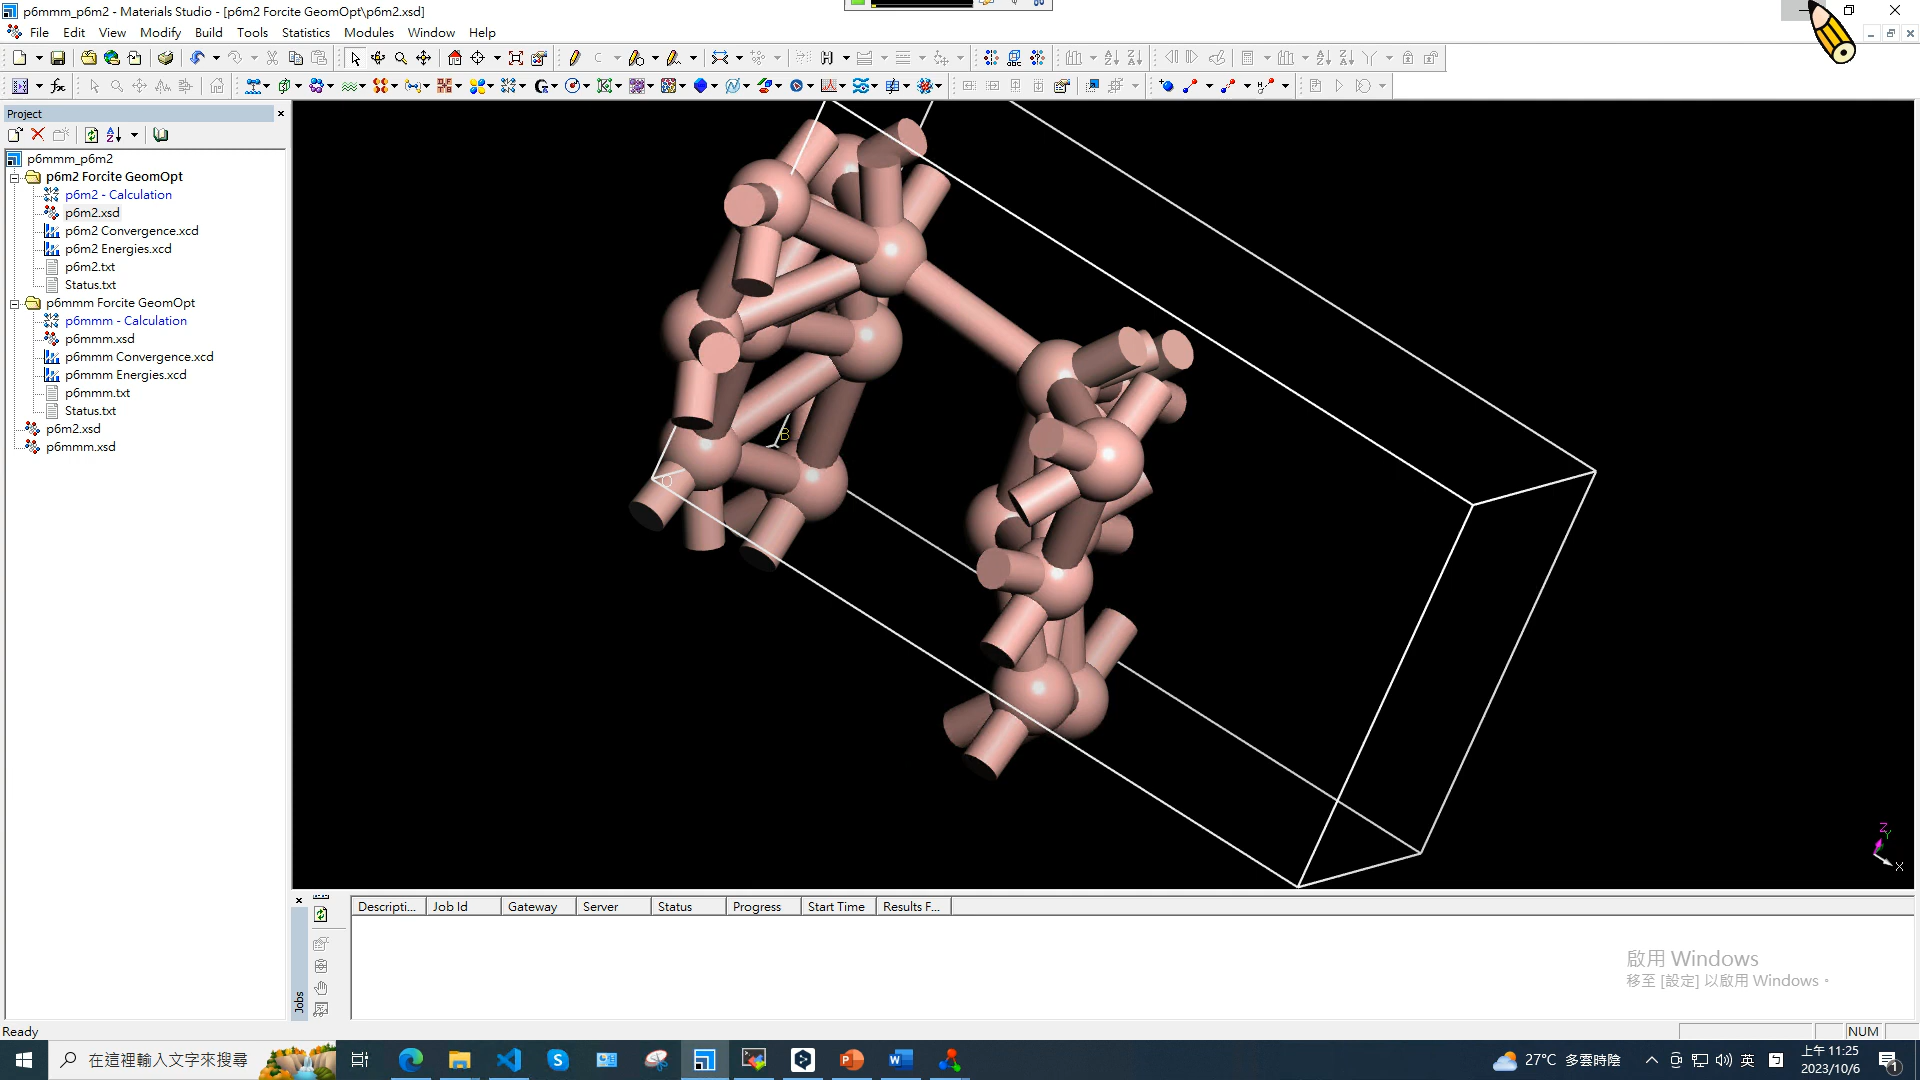 p6mmm_p6m2 - Materials Studio - [p6m2 Forcite GeomOpt\p6m2.xsd]
File Edit View Modify Build Tools Statistics Modules Window Help
Project
p6mmm_p6m2
p6m2 Forcite GeomOpt
p6m2 - Calculation
p6m2.xsd
p6m2 Convergence.xcd
p6m2 Energies.xcd
p6m2.txt
Status.txt
p6mmm Forcite GeomOpt
p6mmm - Calculation
p6mmm.xsd
p6mmm Convergence.xcd
p6mmm Energies.xcd
p6mmm.txt
Status.txt
p6m2.xsd
p6mmm.xsd
B
O
Z
Y
X
Descripti... Job Id Gateway Server Status Progress Start Time Results F...
Jobs
啟用 Windows
移至 [設定] 以啟用 Windows。
Ready
NUM
在這裡輸入文字來搜尋
27°C 多雲時陰
英
上午 11:25
2023/10/6
1